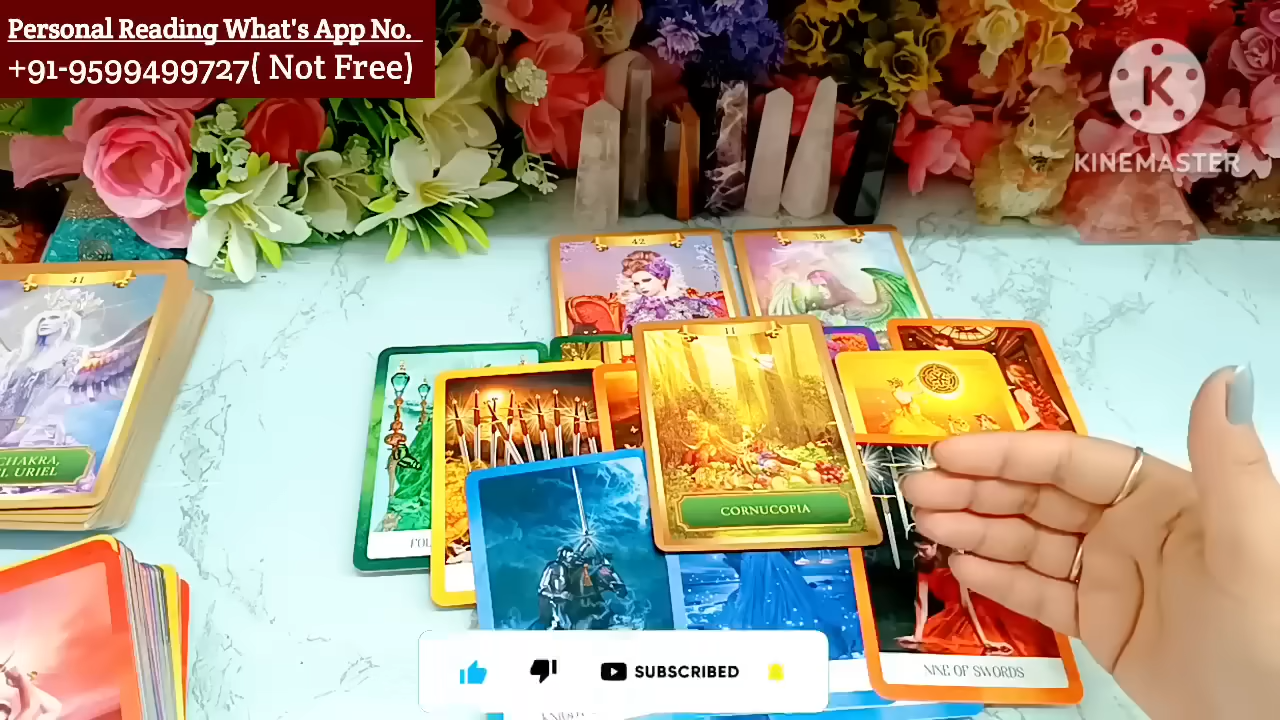 Personal Reading What's App No.
+91-9599499727( Not Free)
K
KINEMASTER
42
38
41
11
CHAKRA,
URIEL
CORNUCOPIA
NINE OF SWORDS
SUBSCRIBED